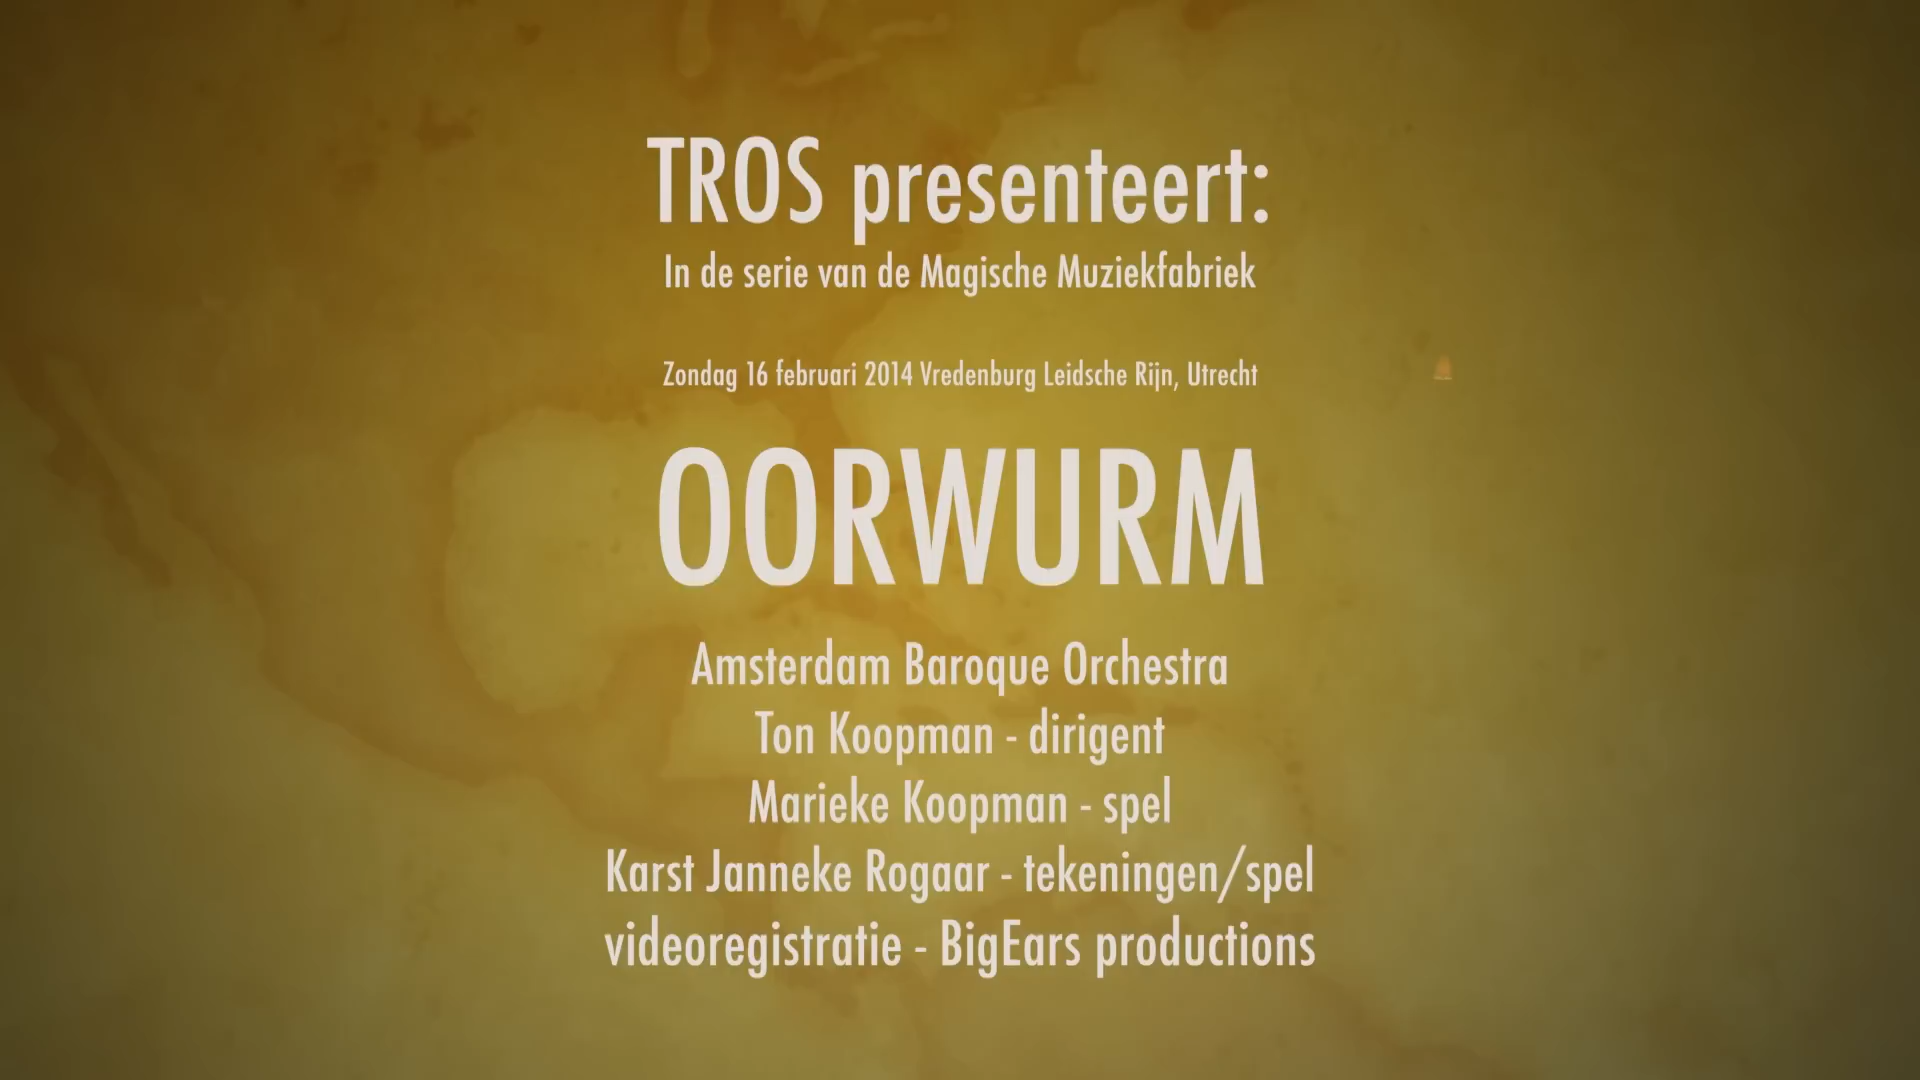 TROS presenteert:
In de serie van de Magische Muziekfabriek
Zondag 16 februari 2014 Vredenburg Leidsche Rijn, Utrecht
OORWURM
Amsterdam Baroque Orchestra
Ton Koopman - dirigent
Marieke Koopman - spel
Karst Janneke Rogaar - tekeningen/spel
videoregistratie - BigEars productions